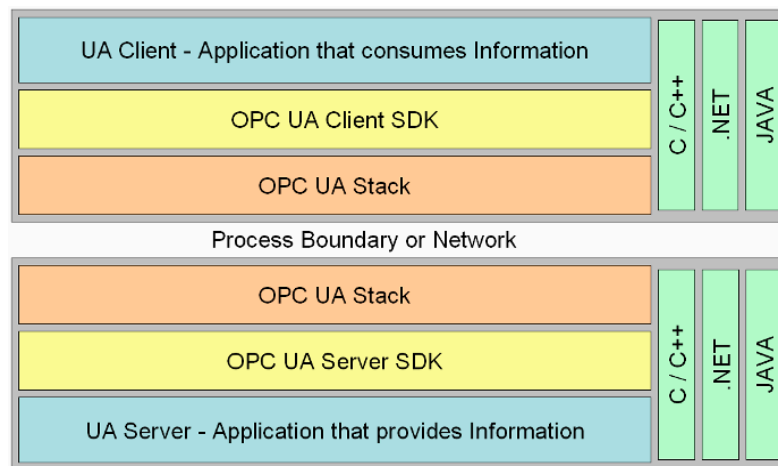 UA Client - Application that consumes Information
OPC UA Client SDK
OPC UA Stack
C / C++
.NET
JAVA
Process Boundary or Network
OPC UA Stack
OPC UA Server SDK
UA Server - Application that provides Information
C / C++
.NET
JAVA